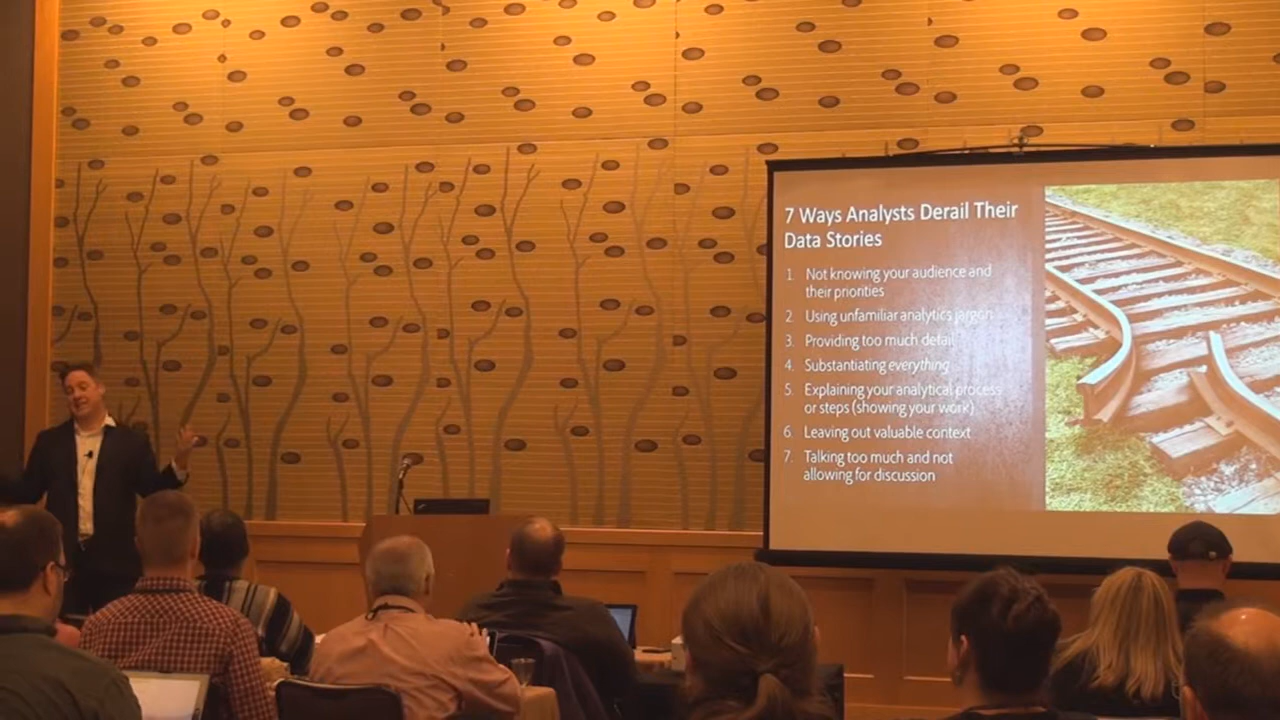 7 Ways Analysts Derail Their
Data Stories
1. Not knowing your audience and
their priorities
2. Using unfamiliar analytics jargon
3. Providing too much detail
4. Substantiating everything
5. Explaining your analytical process
or steps (showing your work)
6. Leaving out valuable context
7. Talking too much and not
allowing for discussion